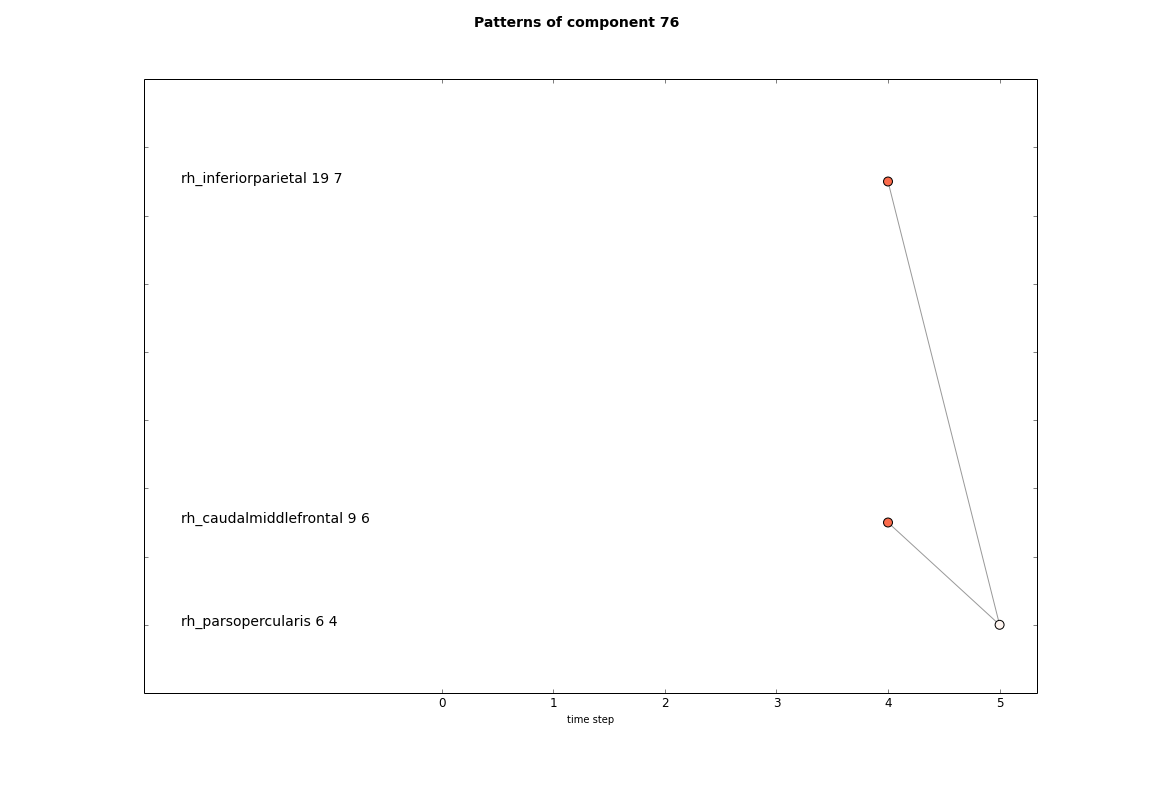 Patterns of component 76
rh_inferiorparietal 19 7
rh_caudalmiddlefrontal 9 6
rh_parsopercularis 6 4
0 1 2 3 4 5
time step